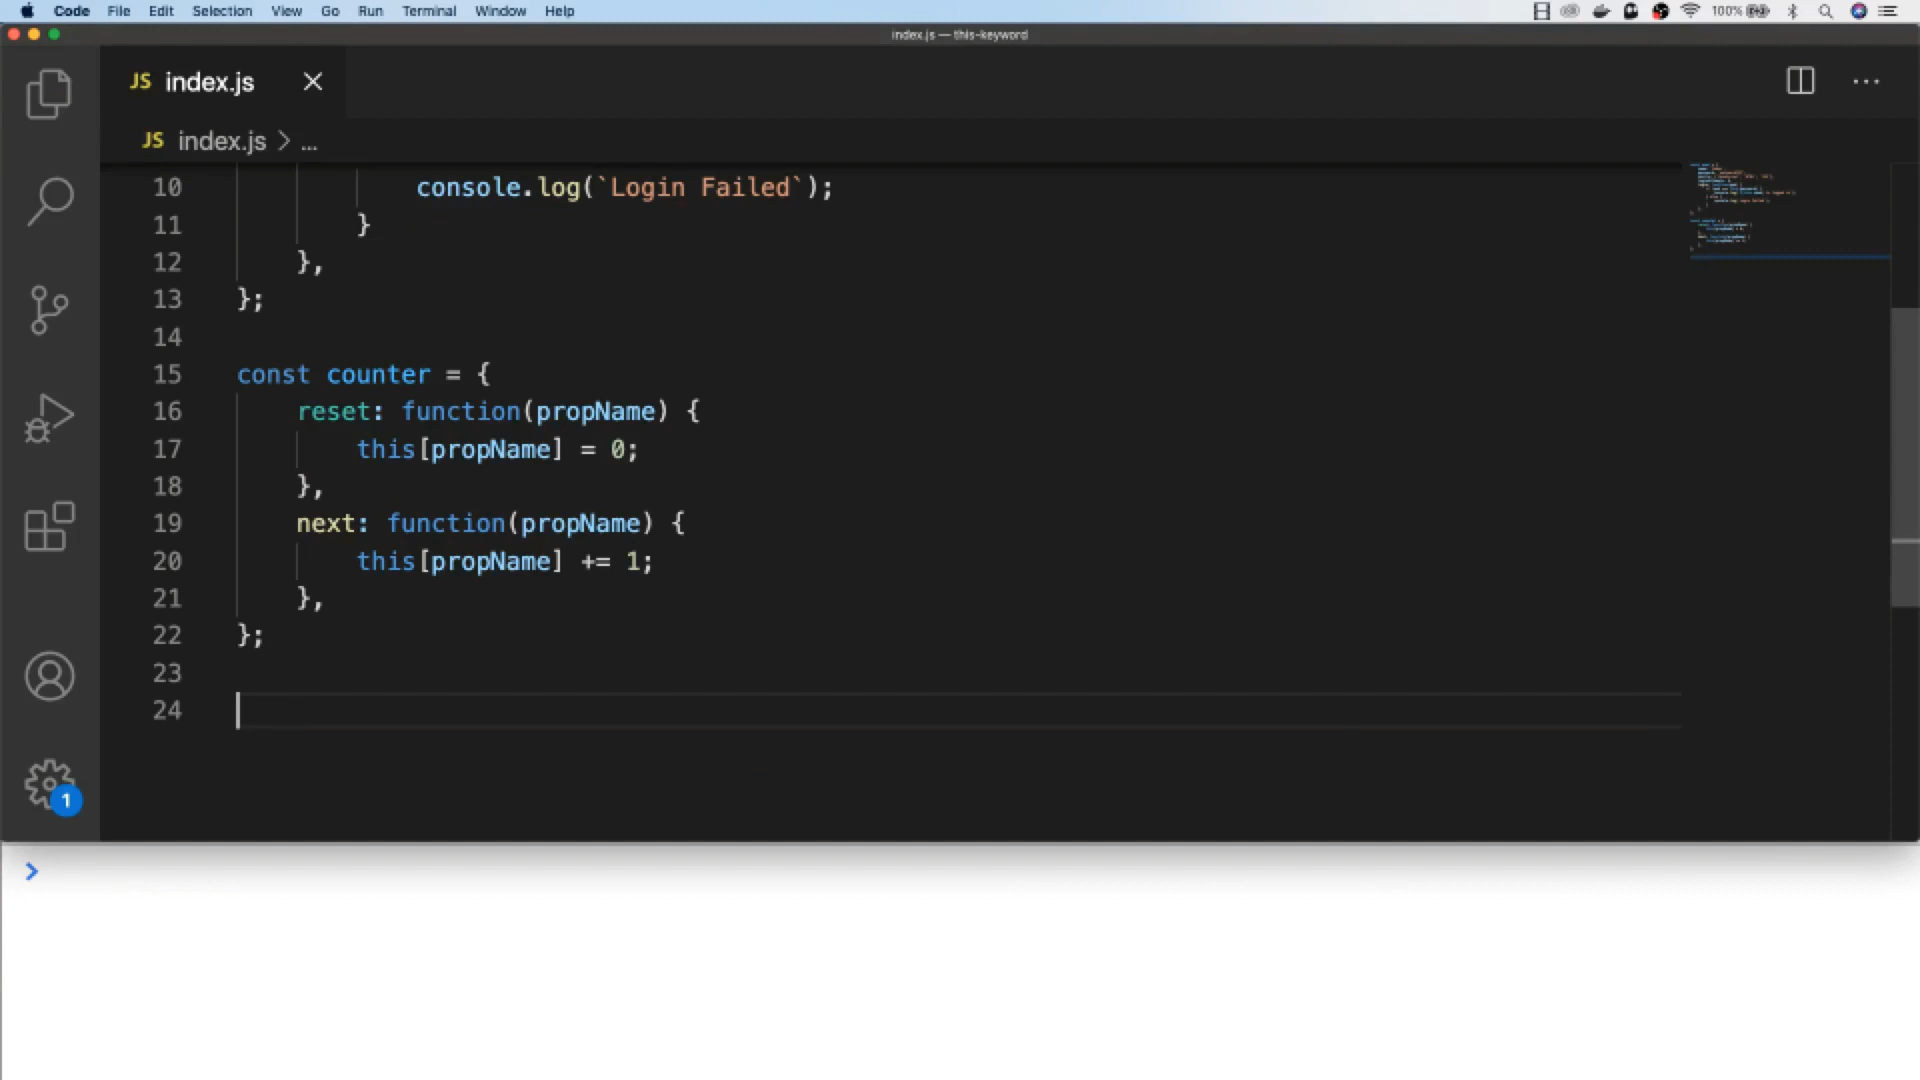 Code File Edit Selection View Go Run Terminal Window Help 100%
index.js — this-keyword
JS index.js
JS index.js > ...
10 console.log(`Login Failed`);
11 }
12 },
13 };
14
15 const counter = {
16 reset: function(propName) {
17 this[propName] = 0;
18 },
19 next: function(propName) {
20 this[propName] += 1;
21 },
22 };
23
24
1
>